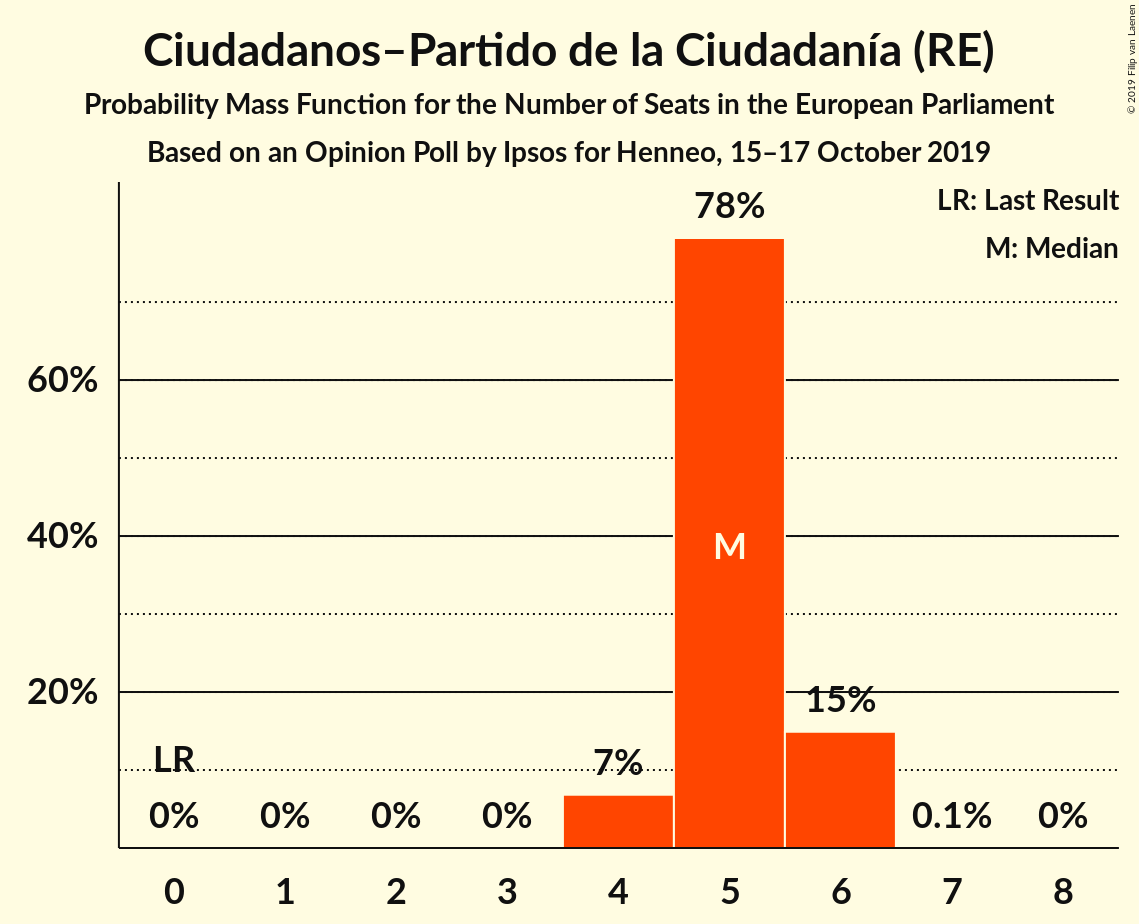 Ciudadanos–Partido de la Ciudadanía (RE)
Probability Mass Function for the Number of Seats in the European Parliament
Based on an Opinion Poll by Ipsos for Henneo, 15–17 October 2019
© 2019 Filip van Laenen
LR: Last Result
M: Median
78%
60%
40%
M
20%
15%
LR
7%
0% 0% 0% 0% 0.1% 0%
0 1 2 3 4 5 6 7 8